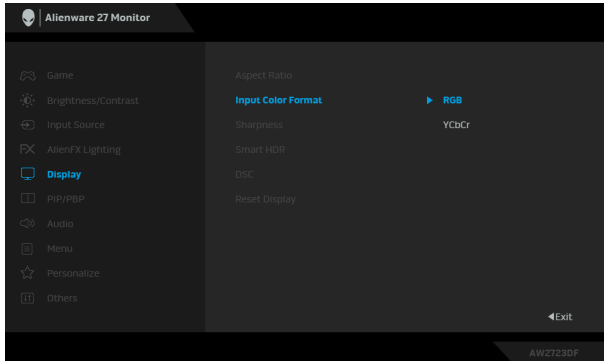 Alienware 27 Monitor
Game
Brightness/Contrast
Input Source
FX AlienFX Lighting
Display
PIP/PBP
Audio
Menu
Personalize
Others
Aspect Ratio
Input Color Format
Sharpness
Smart HDR
DSC
Reset Display
RGB
YCbCr
Exit
AW2723DF